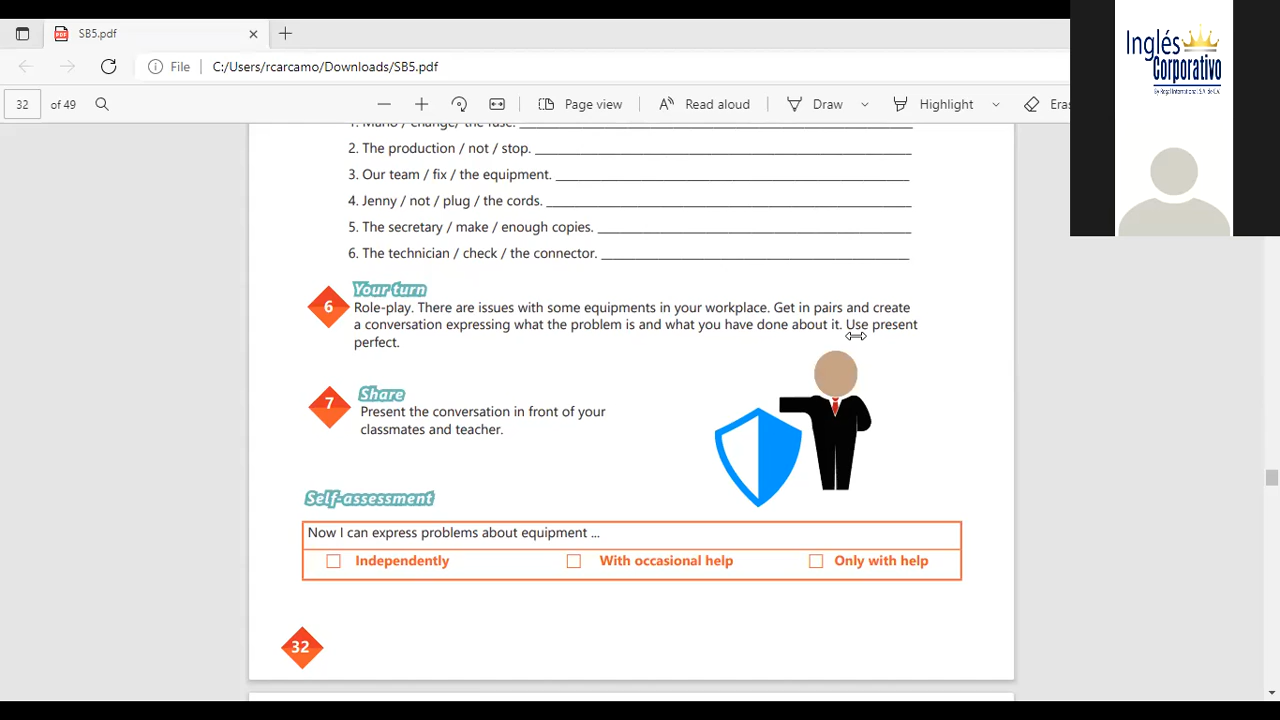 SB5.pdf
File
C:/Users/rcarcamo/Downloads/SB5.pdf
32 of 49
Page view
Read aloud
Draw
Highlight
Inglés
Corporativo
1. Mario / change/ the fuse.
2. The production / not / stop.
3. Our team / fix / the equipment.
4. Jenny / not / plug / the cords.
5. The secretary / make / enough copies.
6. The technician / check / the connector.
6
Your turn
Role-play. There are issues with some equipments in your workplace. Get in pairs and create
a conversation expressing what the problem is and what you have done about it. Use present
perfect.
7
Share
Present the conversation in front of your
classmates and teacher.
Self-assessment
Now I can express problems about equipment ...
Independently
With occasional help
Only with help
32